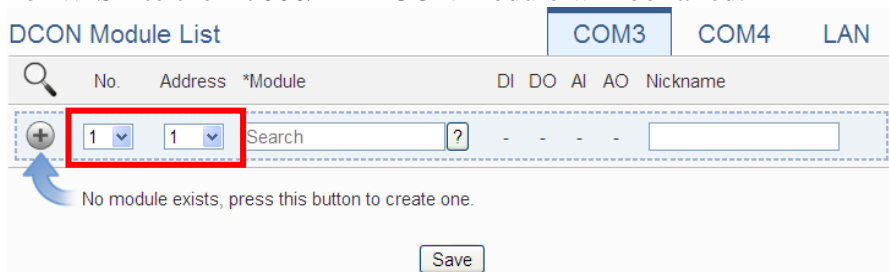 DCON Module List COM3 COM4 LAN
No. Address *Module DI DO AI AO Nickname
1 1 Search ? - - - -
No module exists, press this button to create one.
Save